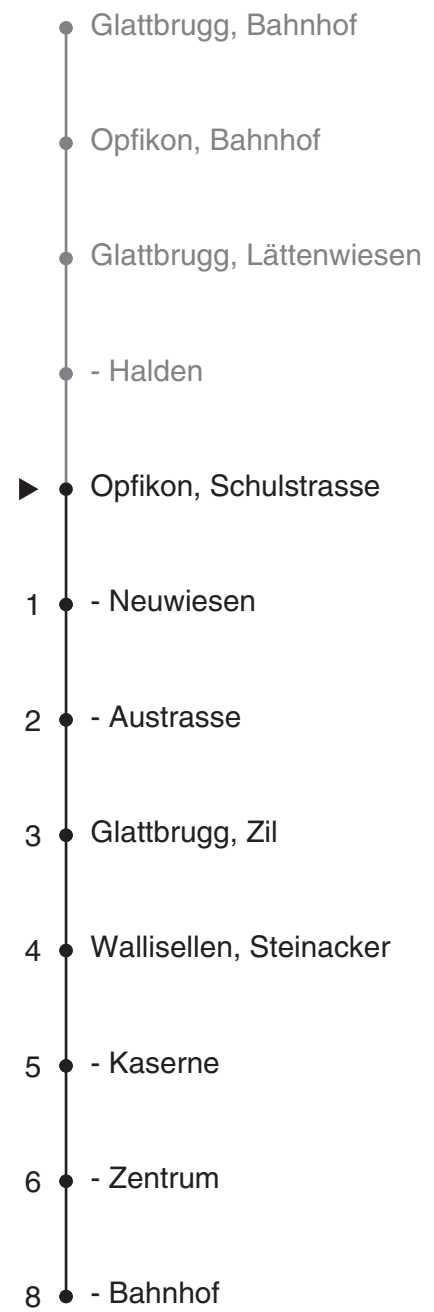 Glattbrugg, Bahnhof
Opfikon, Bahnhof
Glattbrugg, Lättenwiesen
- Halden
Opfikon, Schulstrasse
1 - Neuwiesen
2 - Austrasse
3 Glattbrugg, Zil
4 Wallisellen, Steinacker
5 - Kaserne
6 - Zentrum
8 - Bahnhof